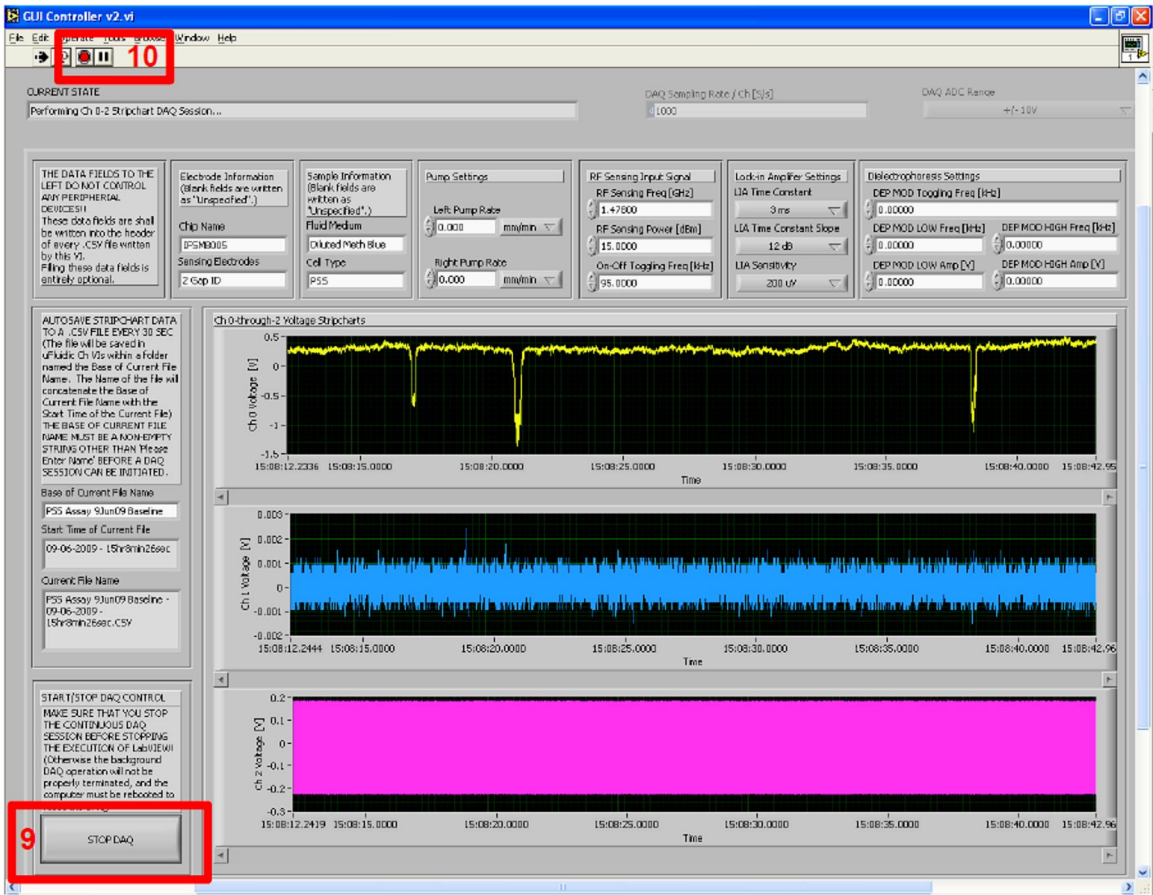 GUI Controller v2.vi
File Edit Operate Tools Browse Window Help
10
CURRENT STATE
DAQ Sampling Rate / Ch [S/s]
DAQ ADC Range
Performing Ch 0-2 Stripchart DAQ Session...
1000
+/- 10V
THE DATA FIELDS TO THE
LEFT DO NOT CONTROL
ANY PERIPHERIAL
DEVICES!!
These data fields are shall
be written into the header
of every .CSV file written
by this VI.
Filling these data fields is
entirely optional.
Electrode Information
(Blank fields are written
as "Unspecified".)
Chip Name
IPSMB005
Sensing Electrodes
2 Gap ID
Sample Information
(Blank fields are
written as
"Unspecified".)
Fluid Medium
Diluted Meth Blue
Cell Type
PSS
Pump Settings
Left Pump Rate
0.000 mm/min
Right Pump Rate
0.000 mm/min
RF Sensing Input Signal
RF Sensing Freq [GHz]
1.47800
RF Sensing Power [dBm]
15.0000
On-Off Toggling Freq [kHz]
95.0000
Lock-in Amplifer Settings
LIA Time Constant
3 ms
LIA Time Constant Slope
12 dB
LIA Sensitivity
200 uV
Dielectrophoresis Settings
DEP MOD Toggling Freq [kHz]
0.00000
DEP MOD LOW Freq [kHz] DEP MOD HIGH Freq [kHz]
0.00000 0.00000
DEP MOD LOW Amp [V] DEP MOD HIGH Amp [V]
0.00000 0.00000
AUTOSAVE STRIPCHART DATA
TO A .CSV FILE EVERY 30 SEC
(The file will be saved in
uFluidic Ch VIs within a folder
named the Base of Current File
Name. The Name of the file will
concatenate the Base of
Current File Name with the
Start Time of the Current File)
THE BASE OF CURRENT FILE
NAME MUST BE A NON-EMPTY
STRING OTHER THAN 'Please
Enter Name' BEFORE A DAQ
SESSION CAN BE INITIATED.
Base of Current File Name
PSS Assay 9Jun09 Baseline
Start Time of Current File
09-06-2009 - 15hr8min26sec
Current File Name
PSS Assay 9Jun09 Baseline -
09-06-2009 -
15hr8min26sec.CSV
START/STOP DAQ CONTROL
MAKE SURE THAT YOU STOP
THE CONTINUOUS DAQ
SESSION BEFORE STOPPING
THE EXECUTION OF LabVIEW!
(Otherwise the background
DAQ operation will not be
properly terminated, and the
computer must be rebooted to
9
STOP DAQ
Ch 0-through-2 Voltage Stripcharts
Ch 0 Voltage [V]
0.5
0
-0.5
-1
-1.5
15:08:12.2336 15:08:15.0000 15:08:20.0000 15:08:25.0000 15:08:30.0000 15:08:35.0000 15:08:40.0000 15:08:42.95
Time
Ch 1 Voltage [V]
0.003
0.002
0.001
0
-0.001
-0.002
15:08:12.2444 15:08:15.0000 15:08:20.0000 15:08:25.0000 15:08:30.0000 15:08:35.0000 15:08:40.0000 15:08:42.96
Time
Ch 2 Voltage [V]
0.2
0.1
0
-0.1
-0.2
-0.3
15:08:12.2419 15:08:15.0000 15:08:20.0000 15:08:25.0000 15:08:30.0000 15:08:35.0000 15:08:40.0000 15:08:42.96
Time